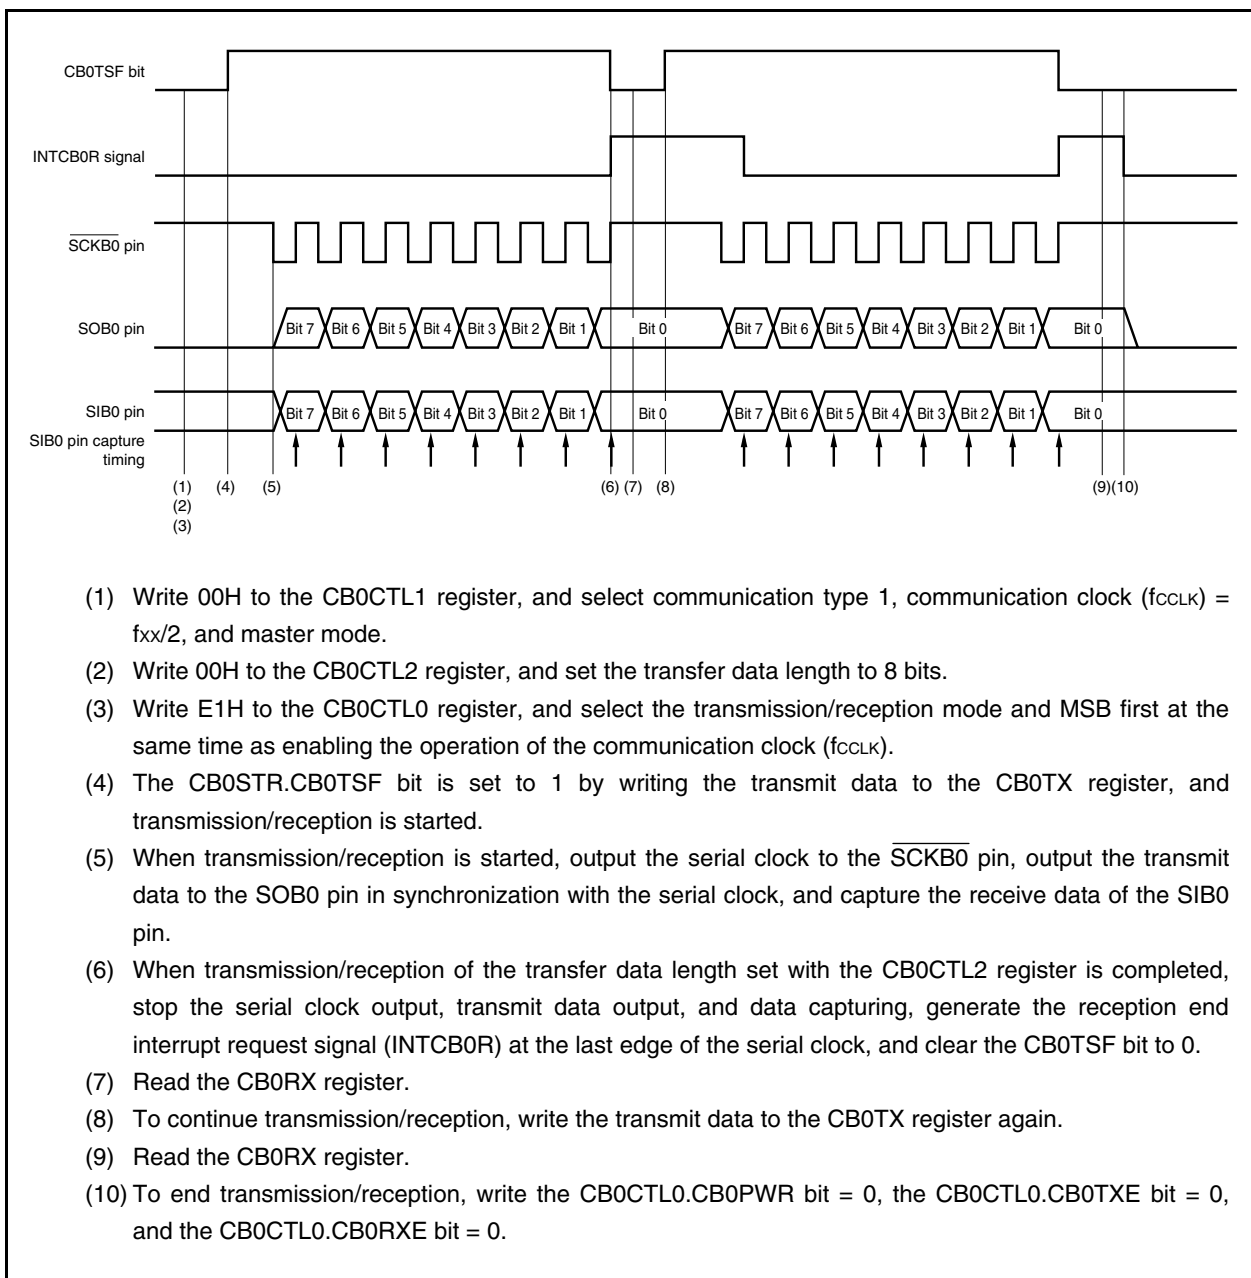 CB0TSF bit
INTCB0R signal
SCKB0 pin
SOB0 pin
Bit 7 Bit 6 Bit 5 Bit 4 Bit 3 Bit 2 Bit 1 Bit 0 Bit 7 Bit 6 Bit 5 Bit 4 Bit 3 Bit 2 Bit 1 Bit 0
SIB0 pin
Bit 7 Bit 6 Bit 5 Bit 4 Bit 3 Bit 2 Bit 1 Bit 0 Bit 7 Bit 6 Bit 5 Bit 4 Bit 3 Bit 2 Bit 1 Bit 0
SIB0 pin capture
timing
(1) (4) (5) (6) (7) (8) (9) (10)
(2)
(3)
(1) Write 00H to the CB0CTL1 register, and select communication type 1, communication clock (fCCLK) =
fxx/2, and master mode.
(2) Write 00H to the CB0CTL2 register, and set the transfer data length to 8 bits.
(3) Write E1H to the CB0CTL0 register, and select the transmission/reception mode and MSB first at the
same time as enabling the operation of the communication clock (fCCLK).
(4) The CB0STR.CB0TSF bit is set to 1 by writing the transmit data to the CB0TX register, and
transmission/reception is started.
(5) When transmission/reception is started, output the serial clock to the SCKB0 pin, output the transmit
data to the SOB0 pin in synchronization with the serial clock, and capture the receive data of the SIB0
pin.
(6) When transmission/reception of the transfer data length set with the CB0CTL2 register is completed,
stop the serial clock output, transmit data output, and data capturing, generate the reception end
interrupt request signal (INTCB0R) at the last edge of the serial clock, and clear the CB0TSF bit to 0.
(7) Read the CB0RX register.
(8) To continue transmission/reception, write the transmit data to the CB0TX register again.
(9) Read the CB0RX register.
(10) To end transmission/reception, write the CB0CTL0.CB0PWR bit = 0, the CB0CTL0.CB0TXE bit = 0,
and the CB0CTL0.CB0RXE bit = 0.